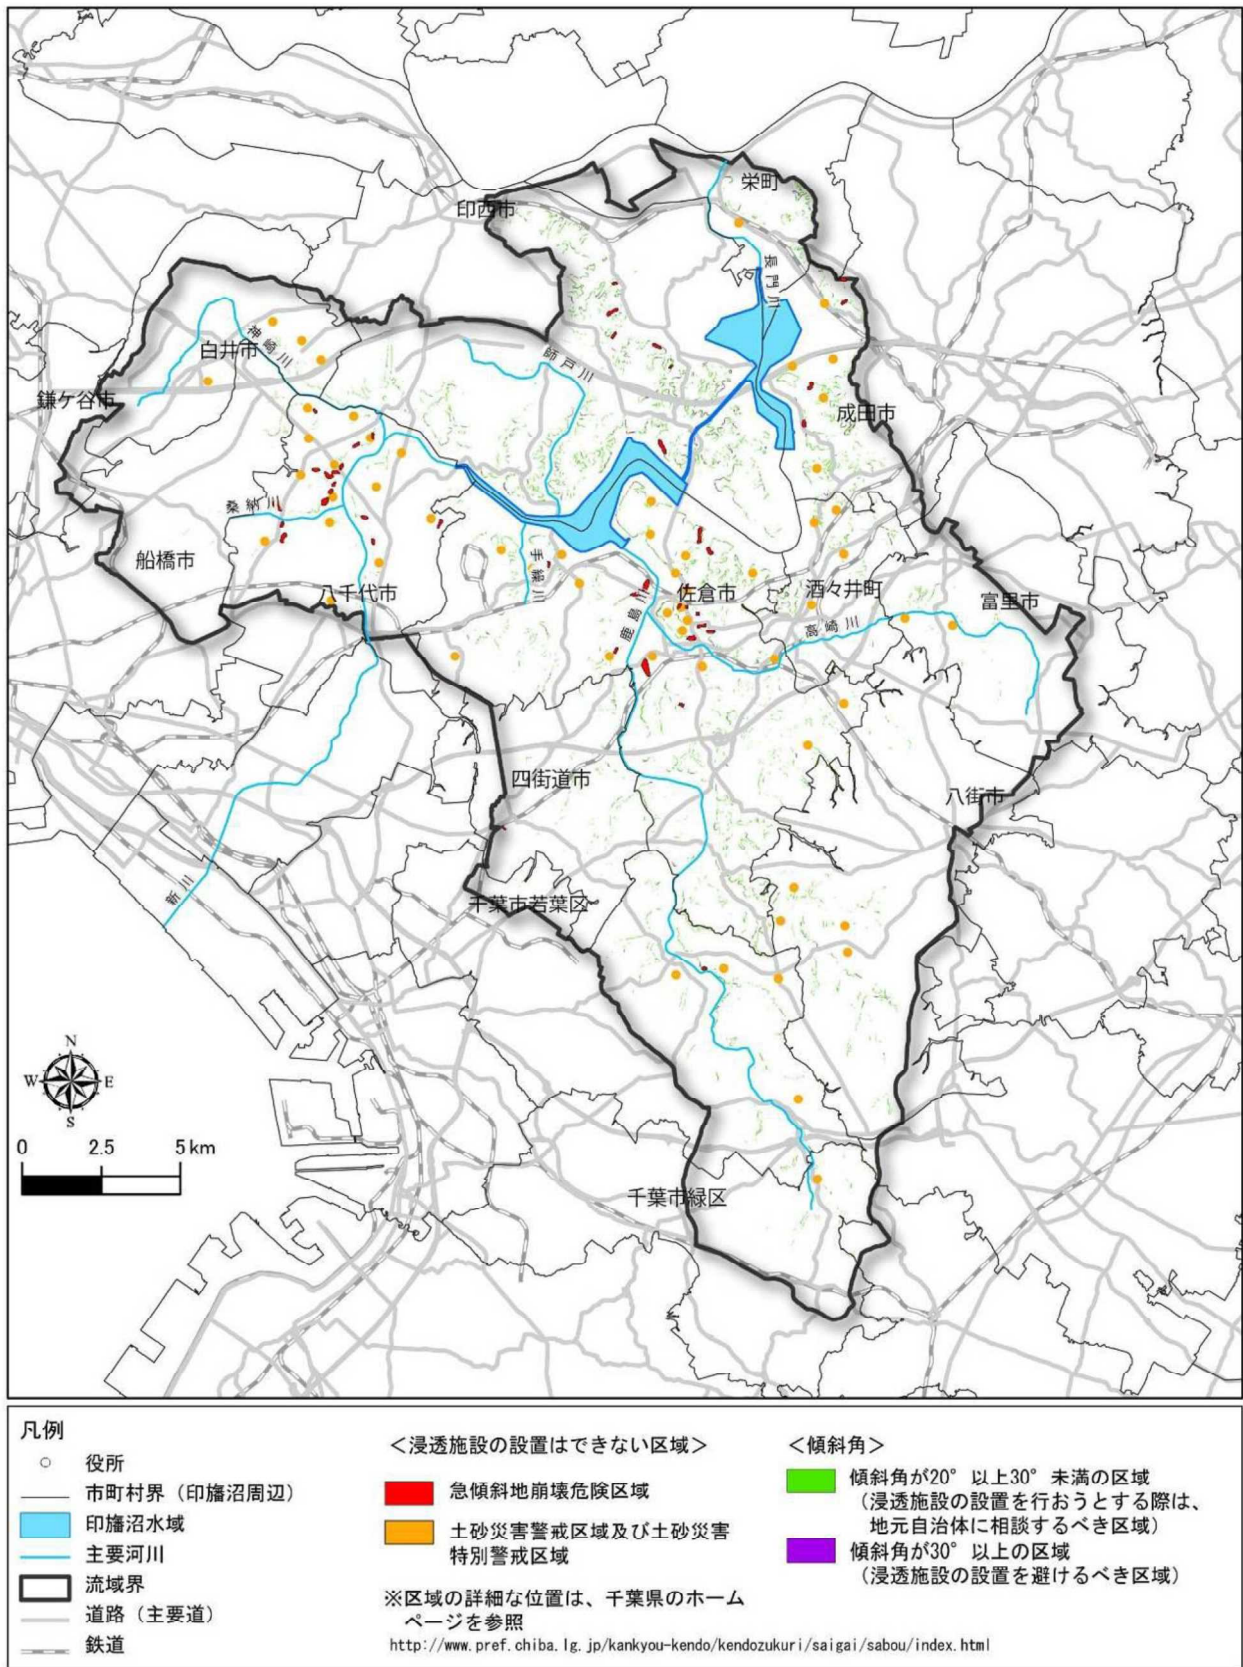 栄町
印西市
長門川
白井市
神崎川
師戸川
鎌ケ谷市
成田市
桑納川
船橋市
八千代市
手繰川
鹿島川
佐倉市
酒々井町
高崎川
富里市
四街道市
八街市
新川
千葉市若葉区
千葉市緑区
N
W
E
S
0 2.5 5 km
凡例
役所
市町村界（印旛沼周辺）
印旛沼水域
主要河川
流域界
道路（主要道）
鉄道
＜浸透施設の設置はできない区域＞
急傾斜地崩壊危険区域
土砂災害警戒区域及び土砂災害
特別警戒区域
※区域の詳細な位置は、千葉県のホーム
ページを参照
http://www.pref.chiba.lg.jp/kankyou-kendo/kendozukuri/saigai/sabou/index.html
＜傾斜角＞
傾斜角が20°以上30°未満の区域
（浸透施設の設置を行おうとする際は、
地元自治体に相談するべき区域）
傾斜角が30°以上の区域
（浸透施設の設置を避けるべき区域）